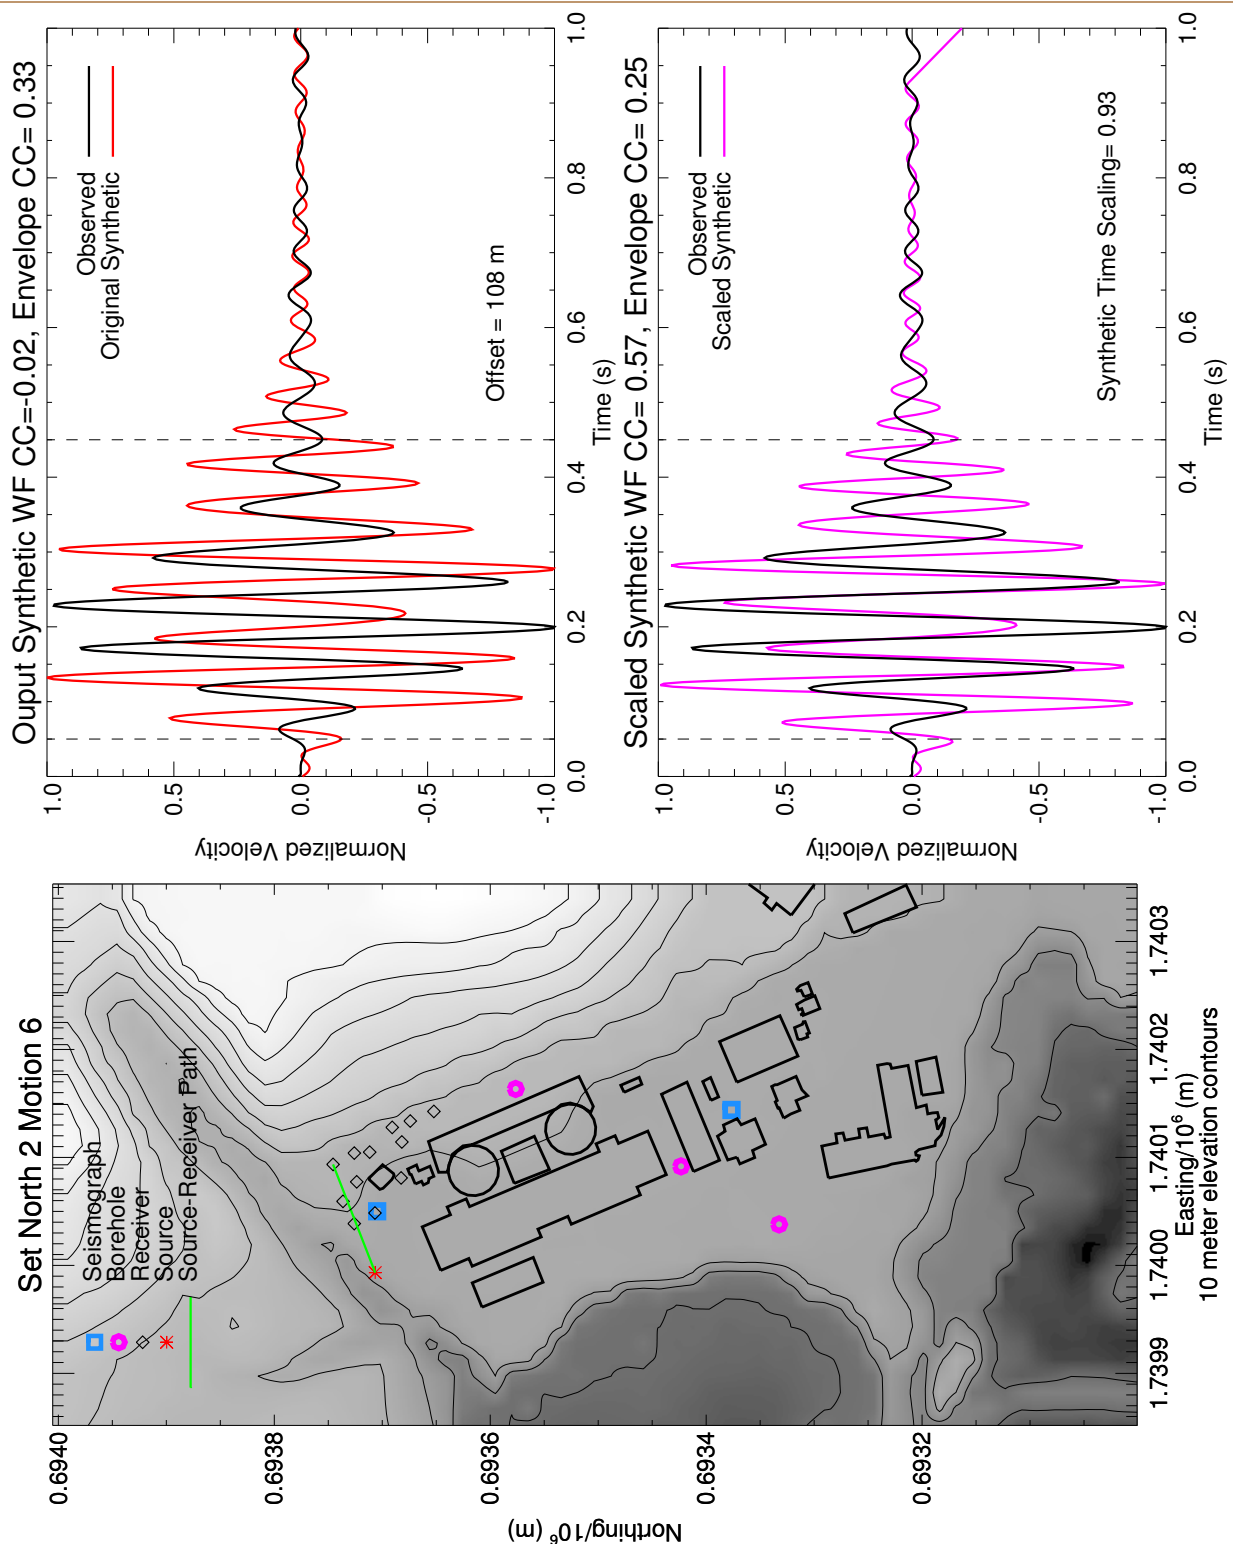 Set North 2 Motion 6
Seismograph
Borehole
Receiver
Source
Source-Receiver Path
0.6940
0.6938
0.6936
0.6934
0.6932
Northing/10⁶ (m)
1.7399
1.7400
1.7401
1.7402
1.7403
Easting/10⁶ (m)
10 meter elevation contours
Ouput Synthetic WF CC=-0.02, Envelope CC= 0.33
Observed
Original Synthetic
Offset = 108 m
1.0
0.5
0.0
-0.5
-1.0
Normalized Velocity
0.0
0.2
0.4
0.6
0.8
1.0
Time (s)
Scaled Synthetic WF CC= 0.57, Envelope CC= 0.25
Observed
Scaled Synthetic
Synthetic Time Scaling= 0.93
1.0
0.5
0.0
-0.5
-1.0
Normalized Velocity
0.0
0.2
0.4
0.6
0.8
1.0
Time (s)